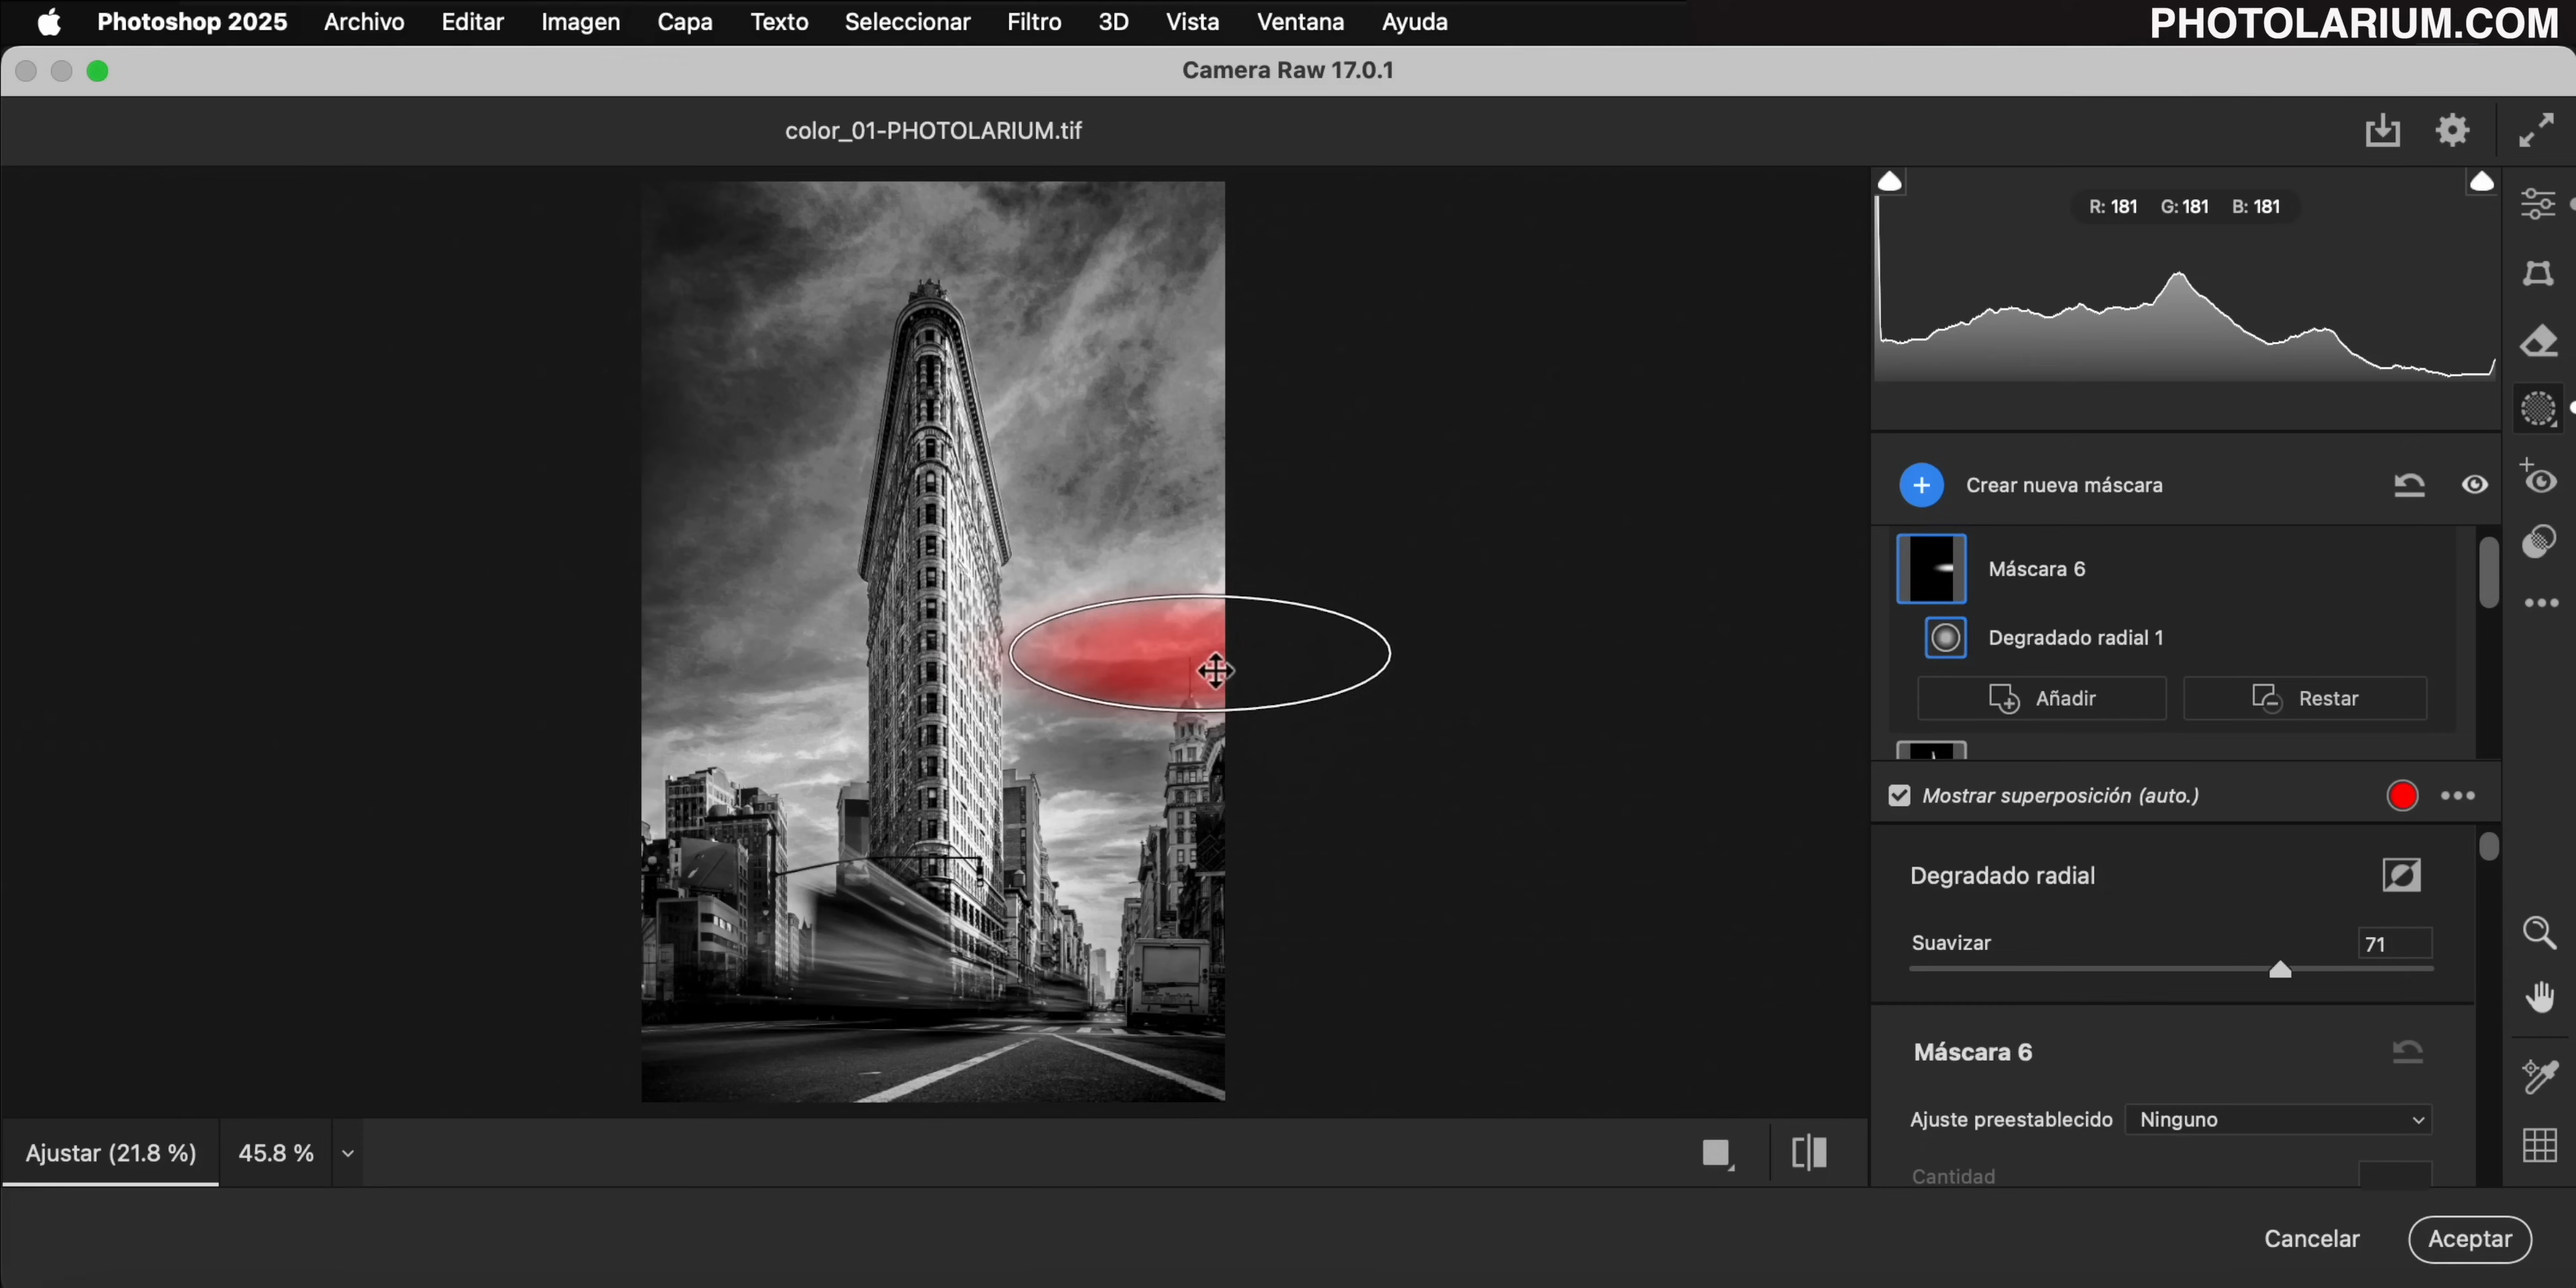 Photoshop 2025 Archivo Editar Imagen Capa Texto Seleccionar Filtro 3D Vista Ventana Ayuda
PHOTOLARIUM.COM
Camera Raw 17.0.1
color_01-PHOTOLARIUM.tif
R: 181 G: 181 B: 181
Crear nueva máscara
Máscara 6
Degradado radial 1
Añadir Restar
Mostrar superposición (auto.)
Degradado radial
Suavizar 71
Máscara 6
Ajuste preestablecido Ninguno
Cantidad
Ajustar (21.8 %) 45.8 %
Cancelar Aceptar